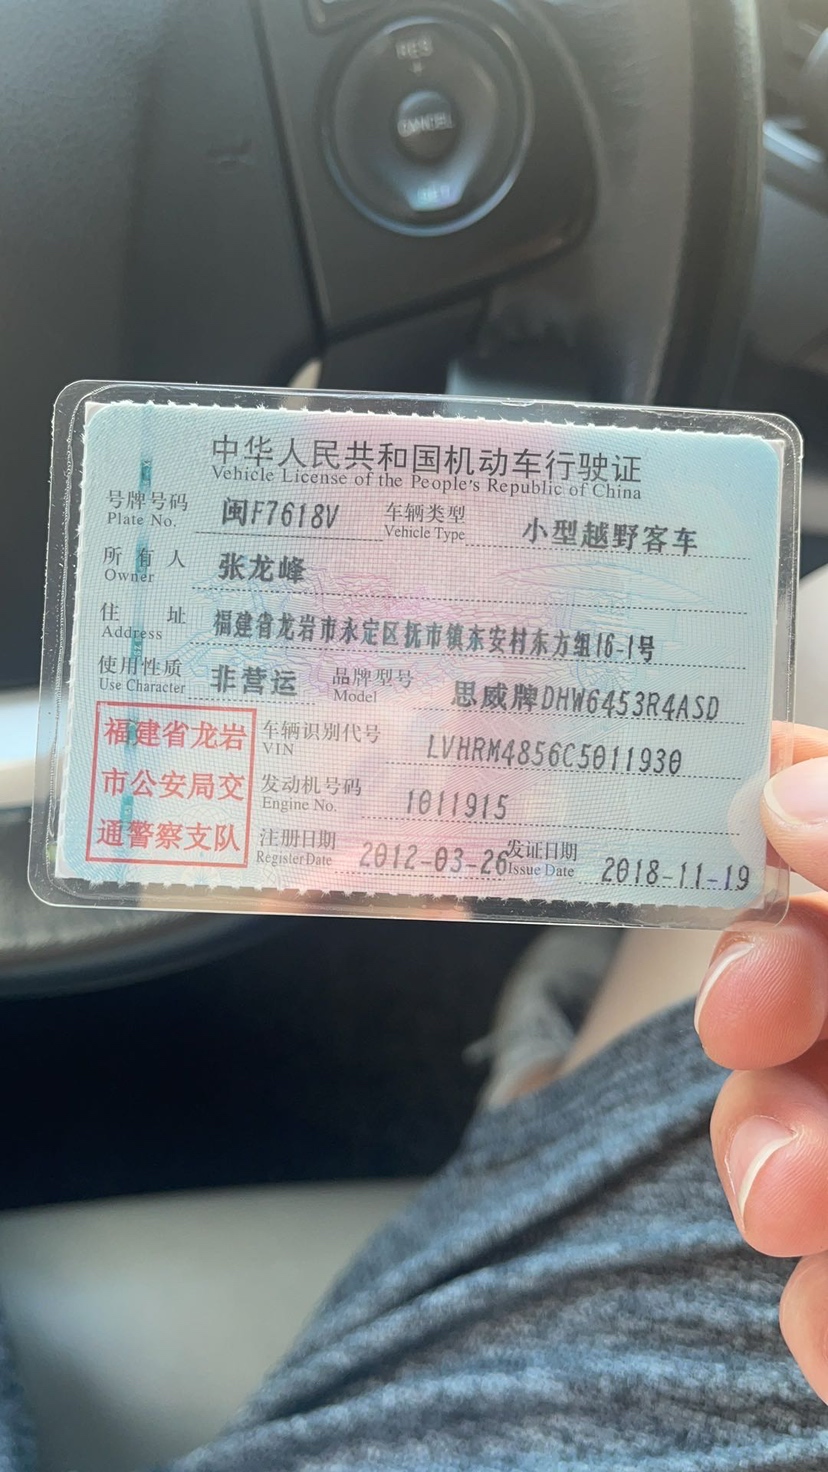 RES
+
CANCEL
SET
中华人民共和国机动车行驶证
Vehicle License of the People's Republic of China
号牌号码 闽F7618V 车辆类型 小型越野客车
Plate No. Vehicle Type
所有人 张龙峰
Owner
住址 福建省龙岩市永定区抚市镇东安村东方组16-1号
Address
使用性质 非营运 品牌型号 思威牌DHW6453R4ASD
Use Character Model
福建省龙岩
市公安局交
通警察支队
车辆识别代号 LVHRM4856C5011930
VIN
发动机号码 1011915
Engine No.
注册日期 2012-03-26 发证日期 2018-11-19
Register Date Issue Date